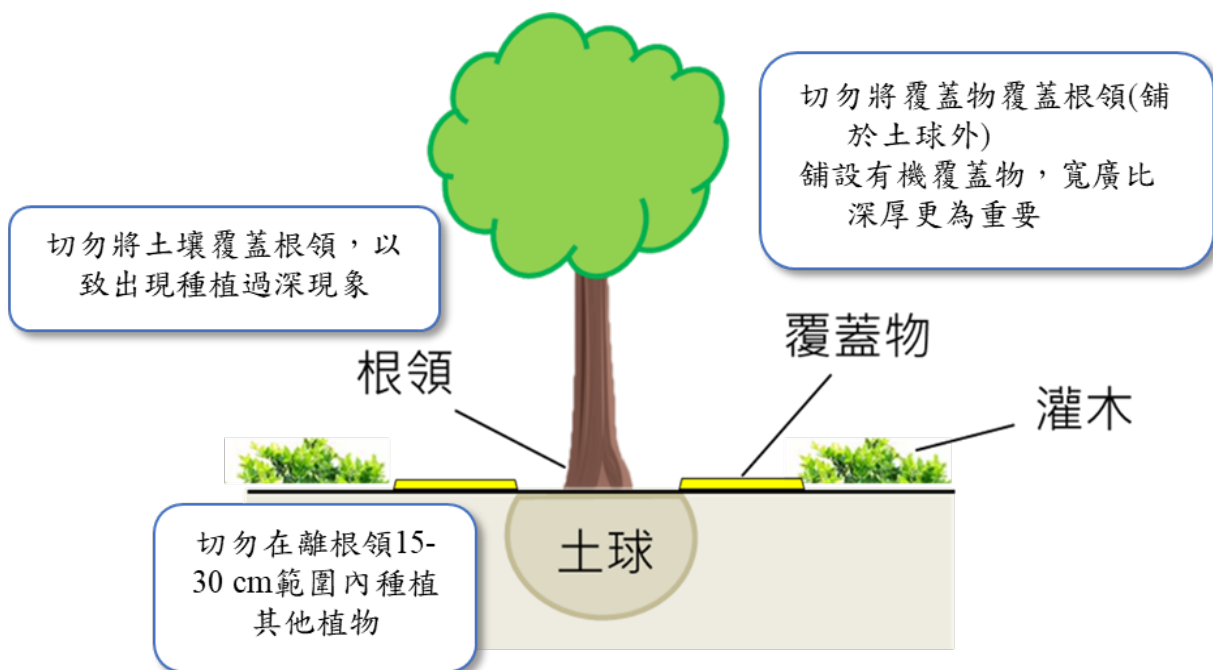 切勿將覆蓋物覆蓋根領(舖
於土球外)
舖設有機覆蓋物，寬廣比
深厚更為重要
切勿將土壤覆蓋根領，以
致出現種植過深現象
覆蓋物
根領
灌木
土球
切勿在離根領15-
30 cm範圍內種植
其他植物